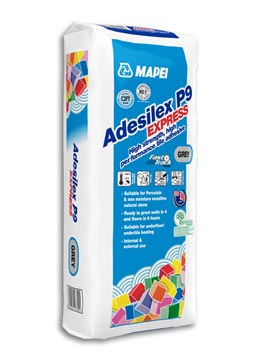 MAPEI
Adesilex P9
EXPRESS
High strength, high
performance tile adhesive
Fast
Track
GREY
• Suitable for Porcelain
& non moisture sensitive
natural stone
• Ready to grout walls in 4
and floors in 6 hours
• Suitable for underfloor/
undertile heating
• Internal &
external use
Adesilex P9
EXPRESS
GREY
MAPEI